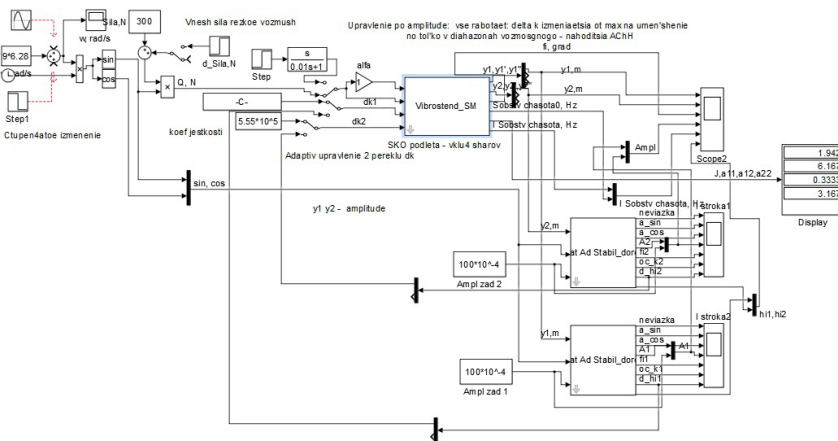 Sila,N
300
Vnesh sila rezkoe vozmush
Upravlenie po amplitude: vse rabotaet: delta k izmeniaetsia ot max na umen'shenie
no tol'ko v diahazonah vozmosgnogo - nahoditsia AChH
w, rad/s
9*6.28
rad/s
sin
cos
d_Sila,N
Step
s
0.01s+1
alfa
1
fi, grad
y1,y1',y1''
y1,m
y2,m
Q, N
-C-
dk1
5.55*10^5
dk2
Vibrostend_SM
Sobstv chasota0, Hz
I Sobstv chasota, Hz
Step1
Ctupen4atoe izmenenie
koef jestkosti
SKO podleta - vklu4 sharov
Adaptiv upravlenie 2 pereklu dk
Ampl
Scope2
J,a11,a12,a22
1.942
6.167
0.3333
3.167
Display
sin, cos
y1 y2 - amplitude
I Sobstv chasota, Hz
stroka1
y2,m
at Ad Stabil_dor
neviazka
a_sin
a_cos
A2
fi2
oc_k2
d_hi2
100*10^-4
Ampl zad 2
hi1,hi2
stroka2
y1,m
at Ad Stabil_dor
neviazka
a_sin
a_cos
A1
A1
fi1
oc_k1
d_hi1
100*10^-4
Ampl zad 1